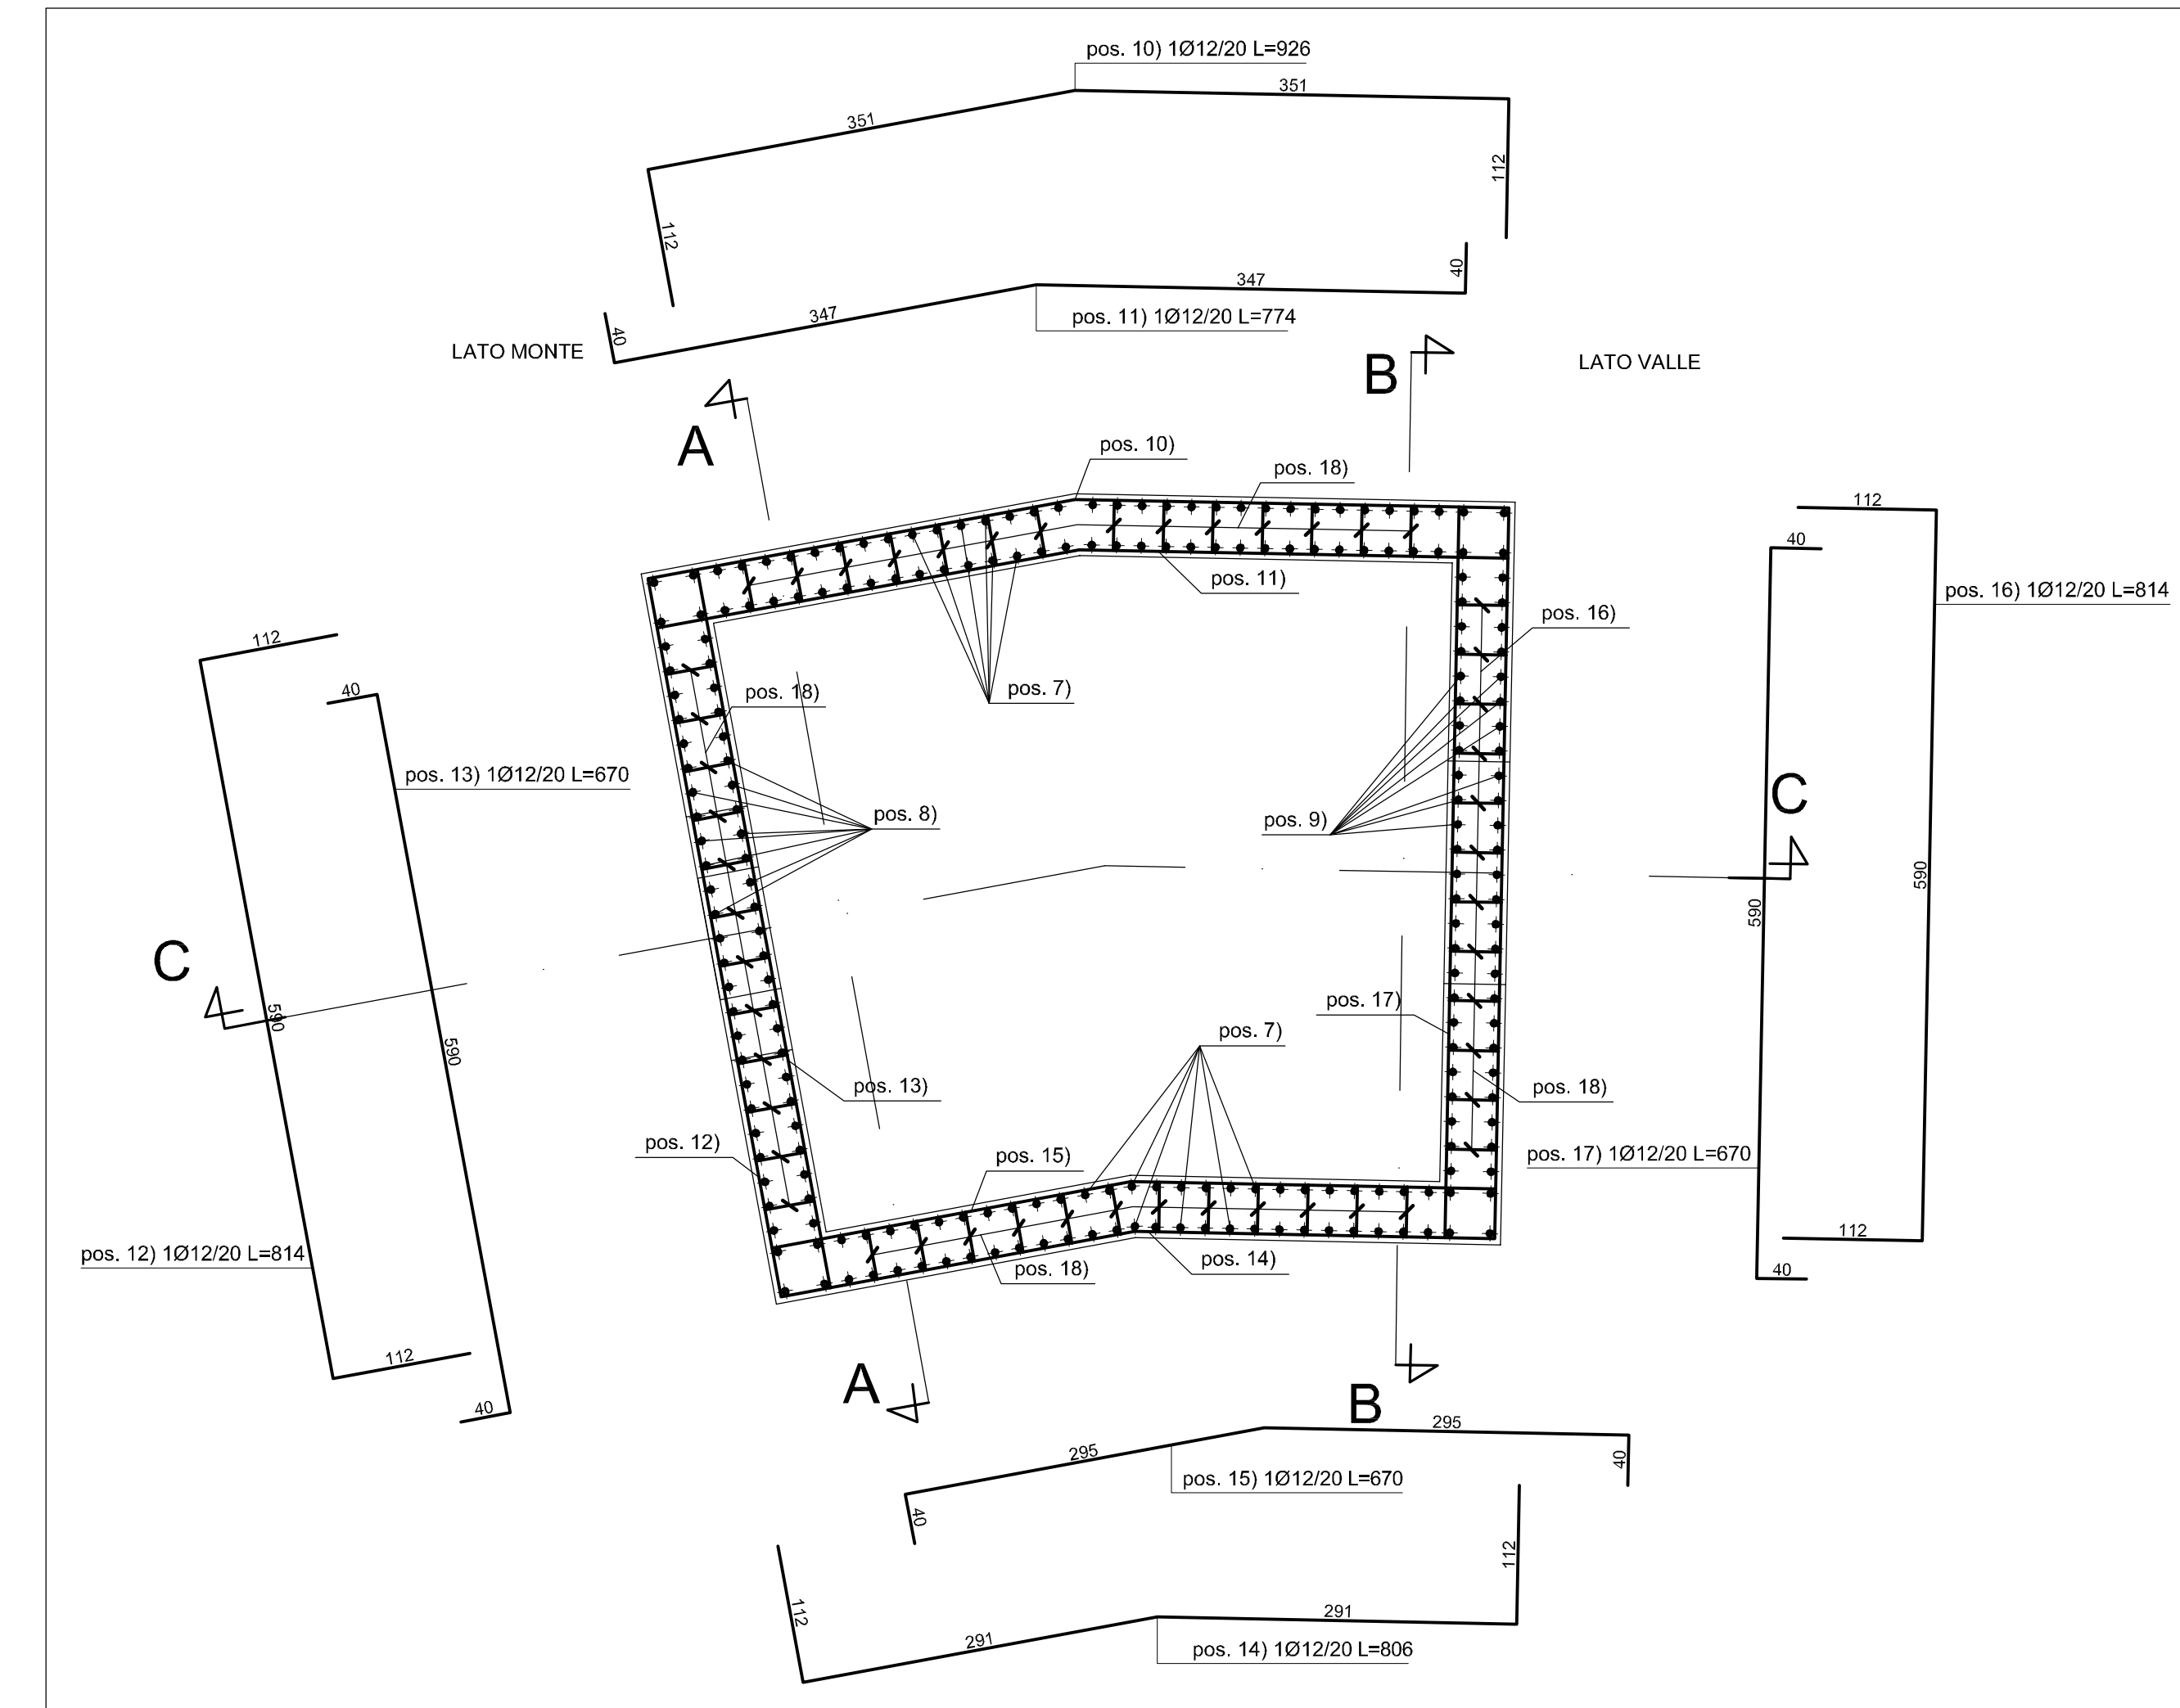 pos. 10) 1Ø12/20 L=926
351
351
112
112
347
347
40
40
pos. 11) 1Ø12/20 L=774
LATO MONTE
LATO VALLE
B
A
pos. 10)
pos. 18)
pos. 11)
pos. 16)
112
40
pos. 16) 1Ø12/20 L=814
112
40
pos. 18)
pos. 7)
pos. 13) 1Ø12/20 L=670
pos. 8)
pos. 9)
C
590
590
C
590
590
pos. 17)
pos. 7)
pos. 13)
pos. 18)
pos. 12)
pos. 15)
pos. 17) 1Ø12/20 L=670
112
40
pos. 12) 1Ø12/20 L=814
pos. 18)
pos. 14)
112
40
A
B
295
295
40
40
pos. 15) 1Ø12/20 L=670
112
112
291
291
pos. 14) 1Ø12/20 L=806